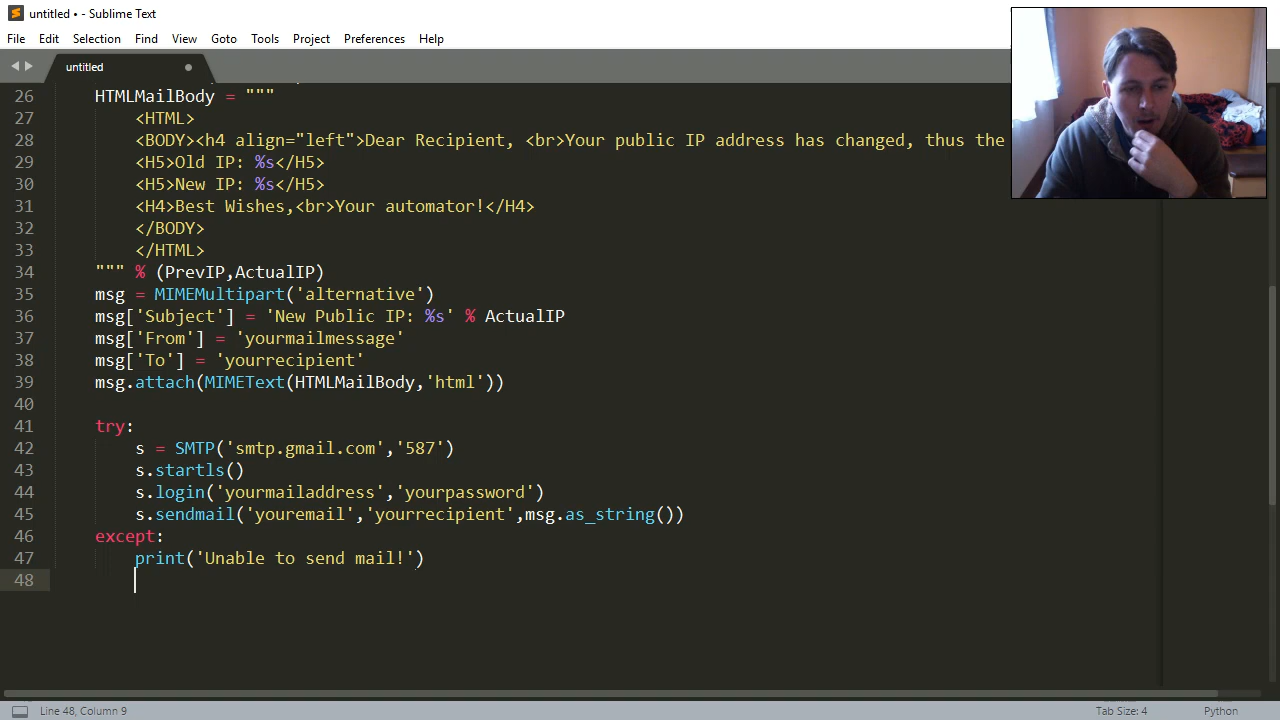 untitled • - Sublime Text
File Edit Selection Find View Goto Tools Project Preferences Help
untitled
26 HTMLMailBody = """
27 <HTML>
28 <BODY><h4 align="left">Dear Recipient, <br>Your public IP address has changed, thus the
29 <H5>Old IP: %s</H5>
30 <H5>New IP: %s</H5>
31 <H4>Best Wishes,<br>Your automator!</H4>
32 </BODY>
33 </HTML>
34 """ % (PrevIP,ActualIP)
35 msg = MIMEMultipart('alternative')
36 msg['Subject'] = 'New Public IP: %s' % ActualIP
37 msg['From'] = 'yourmailmessage'
38 msg['To'] = 'yourrecipient'
39 msg.attach(MIMEText(HTMLMailBody,'html'))
40
41 try:
42 s = SMTP('smtp.gmail.com','587')
43 s.startls()
44 s.login('yourmailaddress','yourpassword')
45 s.sendmail('youremail','yourrecipient',msg.as_string())
46 except:
47 print('Unable to send mail!')
48
Line 48, Column 9 Tab Size: 4 Python